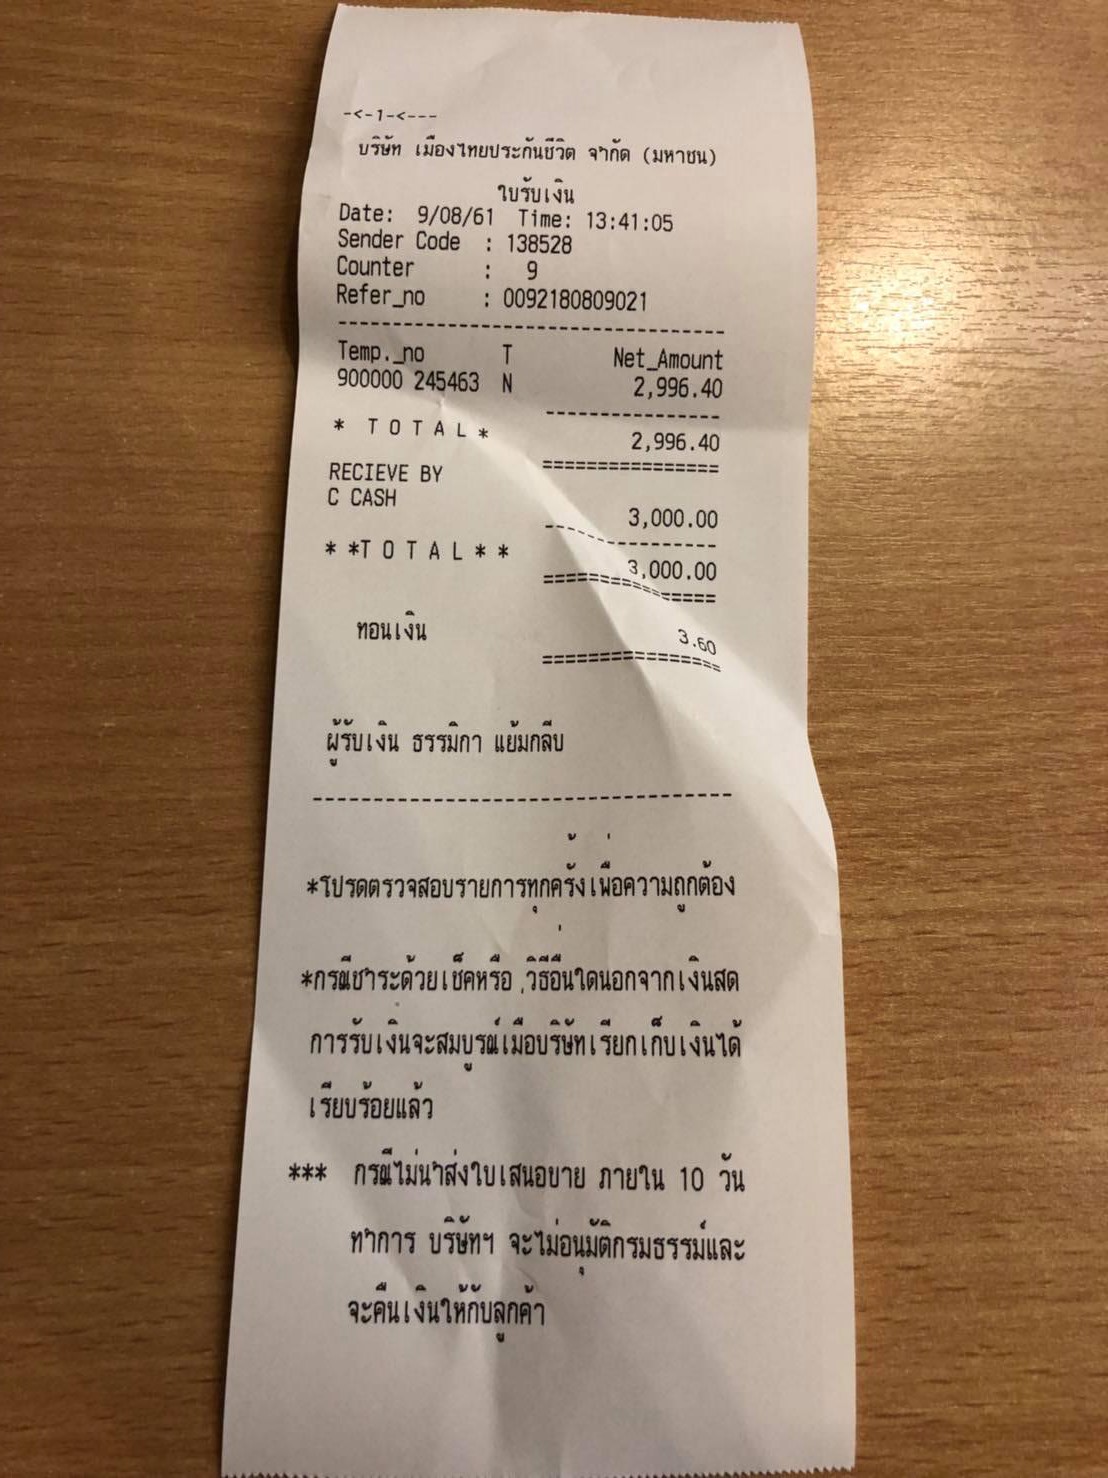 -<-1-<---
บริษัท เมืองไทยประกันชีวิต จำกัด (มหาชน)
ใบรับเงิน
Date: 9/08/61 Time: 13:41:05
Sender Code : 138528
Counter : 9
Refer_no : 0092180809021
---------------------------------------
Temp._no T Net_Amount
900000 245463 N 2,996.40
----------------
* T O T A L * 2,996.40
================
RECIEVE BY
C CASH 3,000.00
----------------
* *T O T A L * * 3,000.00
================
ทอนเงิน 3.60
================
ผู้รับเงิน ธรรมิกา แย้มกลีบ
---------------------------------------
*โปรดตรวจสอบรายการทุกครั้งเพื่อความถูกต้อง
*กรณีชำระด้วยเช็คหรือ วิธีอื่นใดนอกจากเงินสด
การรับเงินจะสมบูรณ์เมื่อบริษัทเรียกเก็บเงินได้
เรียบร้อยแล้ว
*** กรณีไม่นำส่งใบเสนอขาย ภายใน 10 วัน
ทำการ บริษัทฯ จะไม่อนุมัติกรมธรรม์และ
จะคืนเงินให้กับลูกค้า